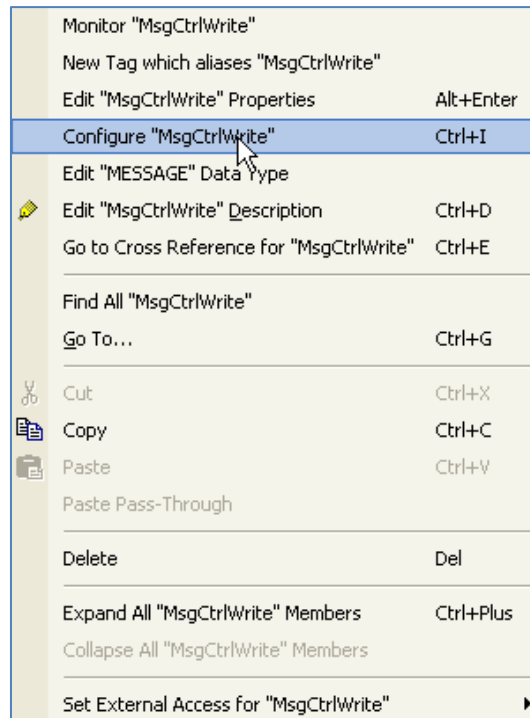 Monitor "MsgCtrlWrite"
New Tag which aliases "MsgCtrlWrite"
Edit "MsgCtrlWrite" Properties Alt+Enter
Configure "MsgCtrlWrite" Ctrl+I
Edit "MESSAGE" Data Type
Edit "MsgCtrlWrite" Description Ctrl+D
Go to Cross Reference for "MsgCtrlWrite" Ctrl+E
Find All "MsgCtrlWrite"
Go To... Ctrl+G
Cut Ctrl+X
Copy Ctrl+C
Paste Ctrl+V
Paste Pass-Through
Delete Del
Expand All "MsgCtrlWrite" Members Ctrl+Plus
Collapse All "MsgCtrlWrite" Members
Set External Access for "MsgCtrlWrite"